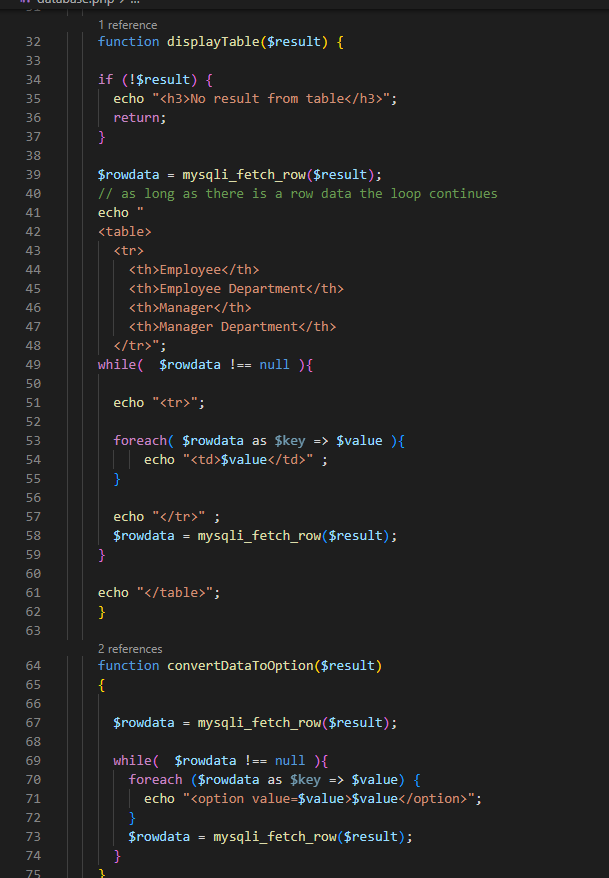 database.php > ...
31
1 reference
32 function displayTable($result) {
33
34 if (!$result) {
35 echo "<h3>No result from table</h3>";
36 return;
37 }
38
39 $rowdata = mysqli_fetch_row($result);
40 // as long as there is a row data the loop continues
41 echo "
42 <table>
43 <tr>
44 <th>Employee</th>
45 <th>Employee Department</th>
46 <th>Manager</th>
47 <th>Manager Department</th>
48 </tr>";
49 while(  $rowdata !== null ){
50
51 echo "<tr>";
52
53 foreach( $rowdata as $key => $value ){
54 echo "<td>$value</td>" ;
55 }
56
57 echo "</tr>" ;
58 $rowdata = mysqli_fetch_row($result);
59 }
60
61 echo "</table>";
62 }
63
2 references
64 function convertDataToOption($result)
65 {
66
67 $rowdata = mysqli_fetch_row($result);
68
69 while(  $rowdata !== null ){
70 foreach ($rowdata as $key => $value) {
71 echo "<option value=$value>$value</option>";
72 }
73 $rowdata = mysqli_fetch_row($result);
74 }
75 }